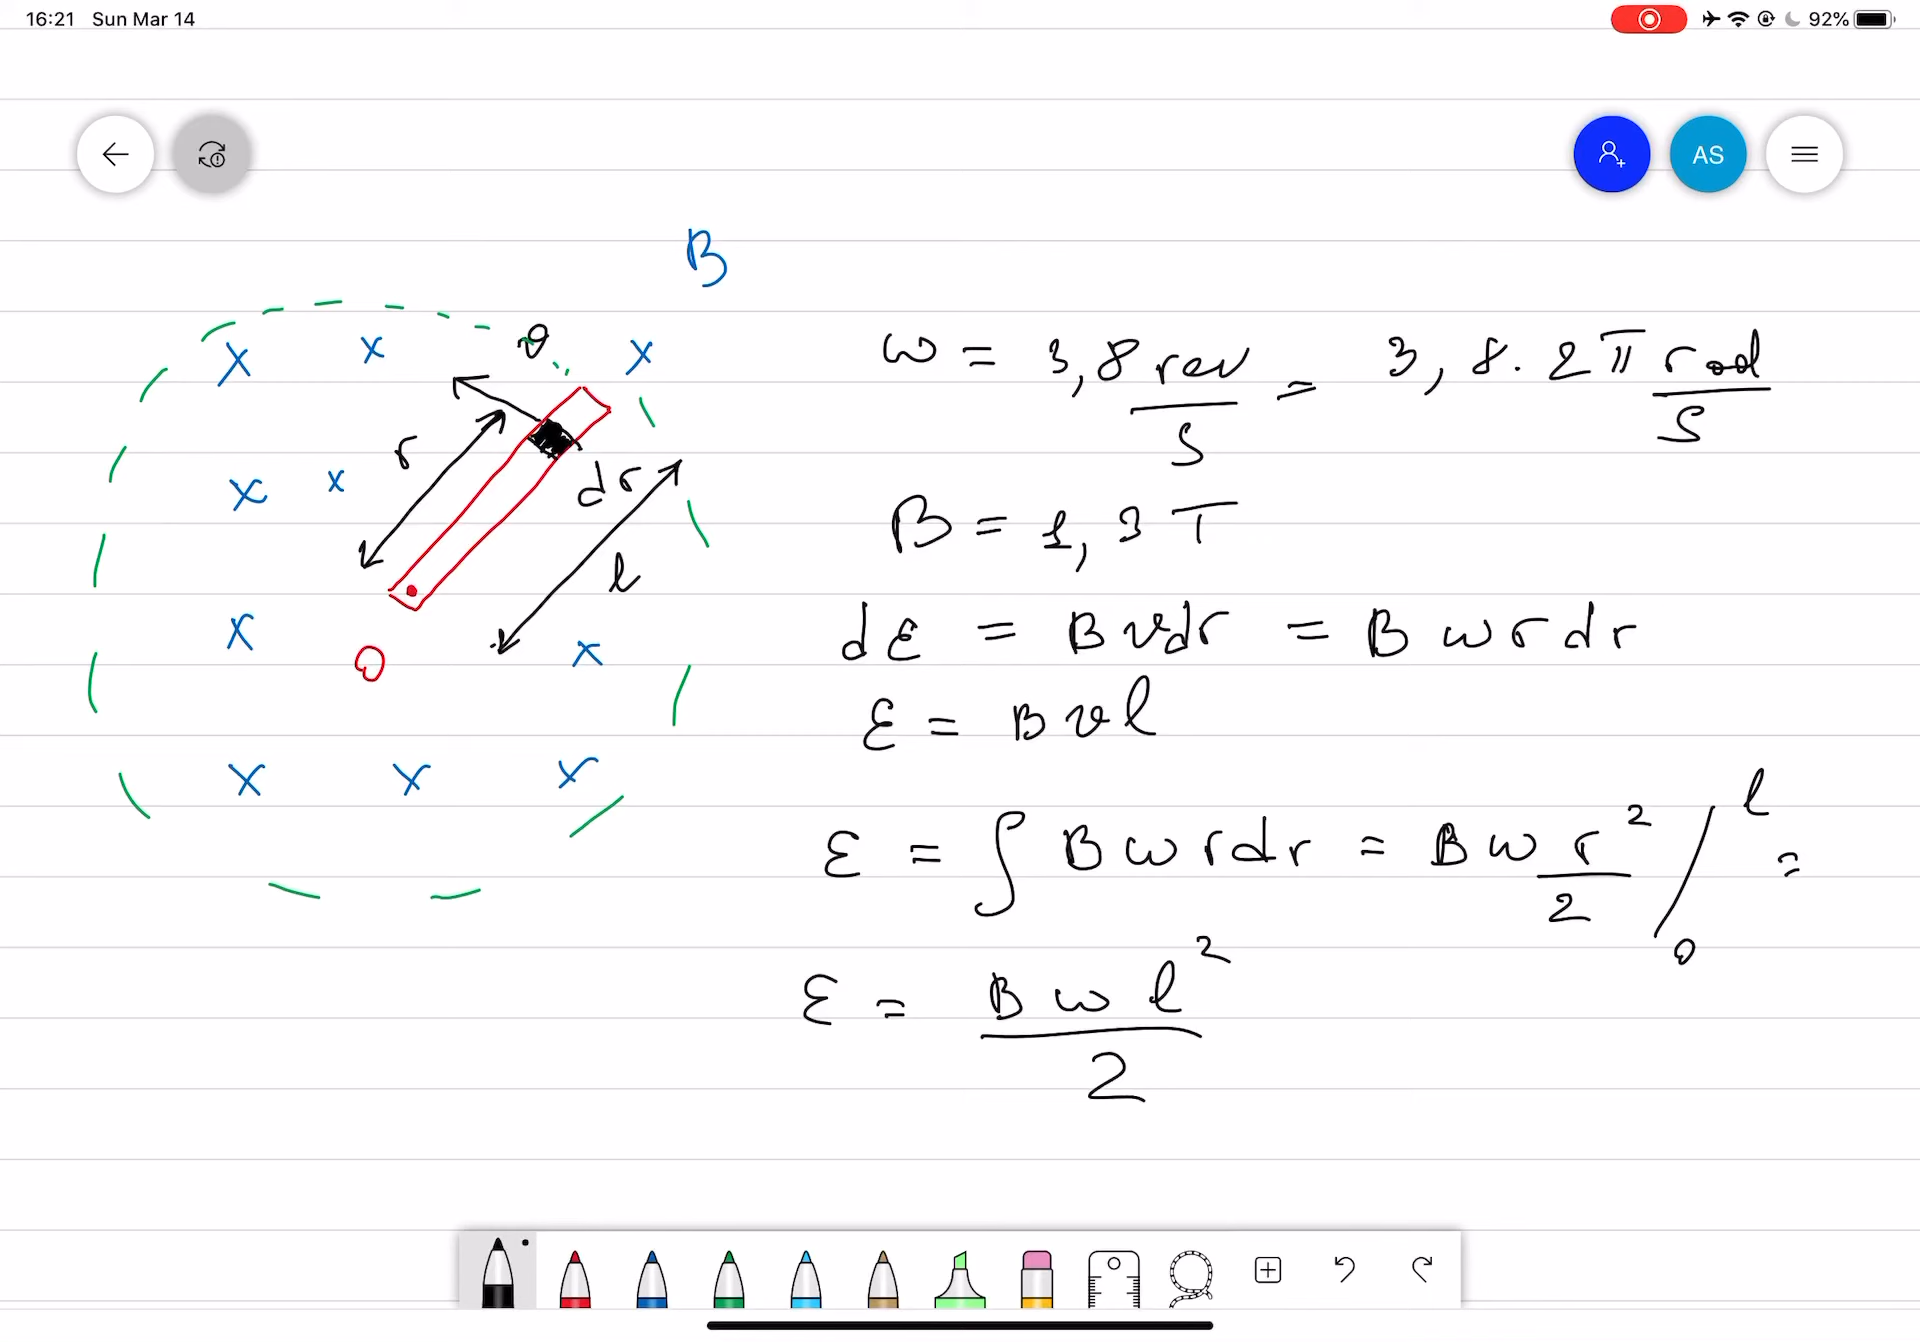 16:21 Sun Mar 14 92%
AS
B
x x ϑ x
r
dr
x x
l
x
O x
x x x
ω = 3,8 rev/s = 3,8 . 2π rad/s
B = 1,3 T
dℰ = Bvdr = Bωrdr
ℰ = Bvl
ℰ = ∫Bωrdr = Bω r²/2 /₀ˡ =
ℰ = Bωl²/2